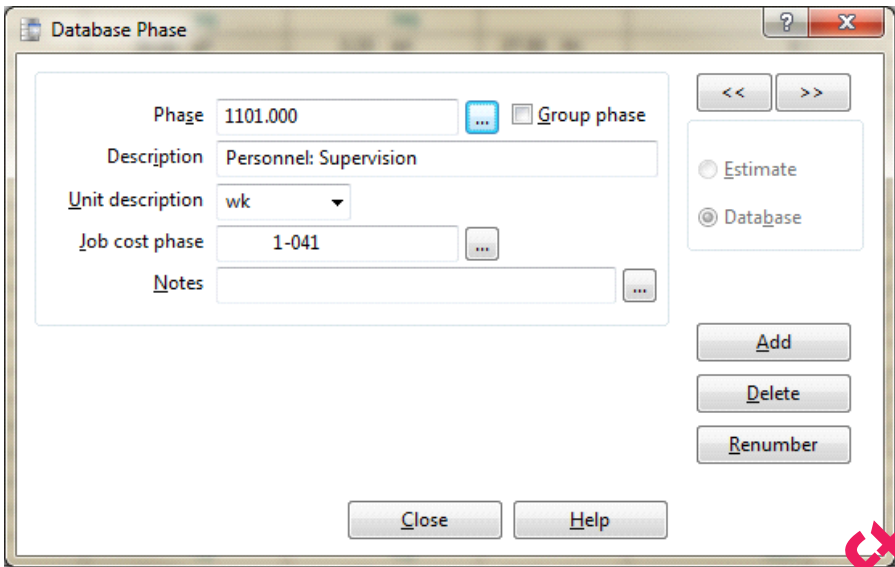 Database Phase
?
X
<< >>
Phase 1101.000 ... Group phase
Description Personnel: Supervision
Estimate
Unit description wk
Database
Job cost phase 1-041 ...
Notes ...
Add
Delete
Renumber
Close Help